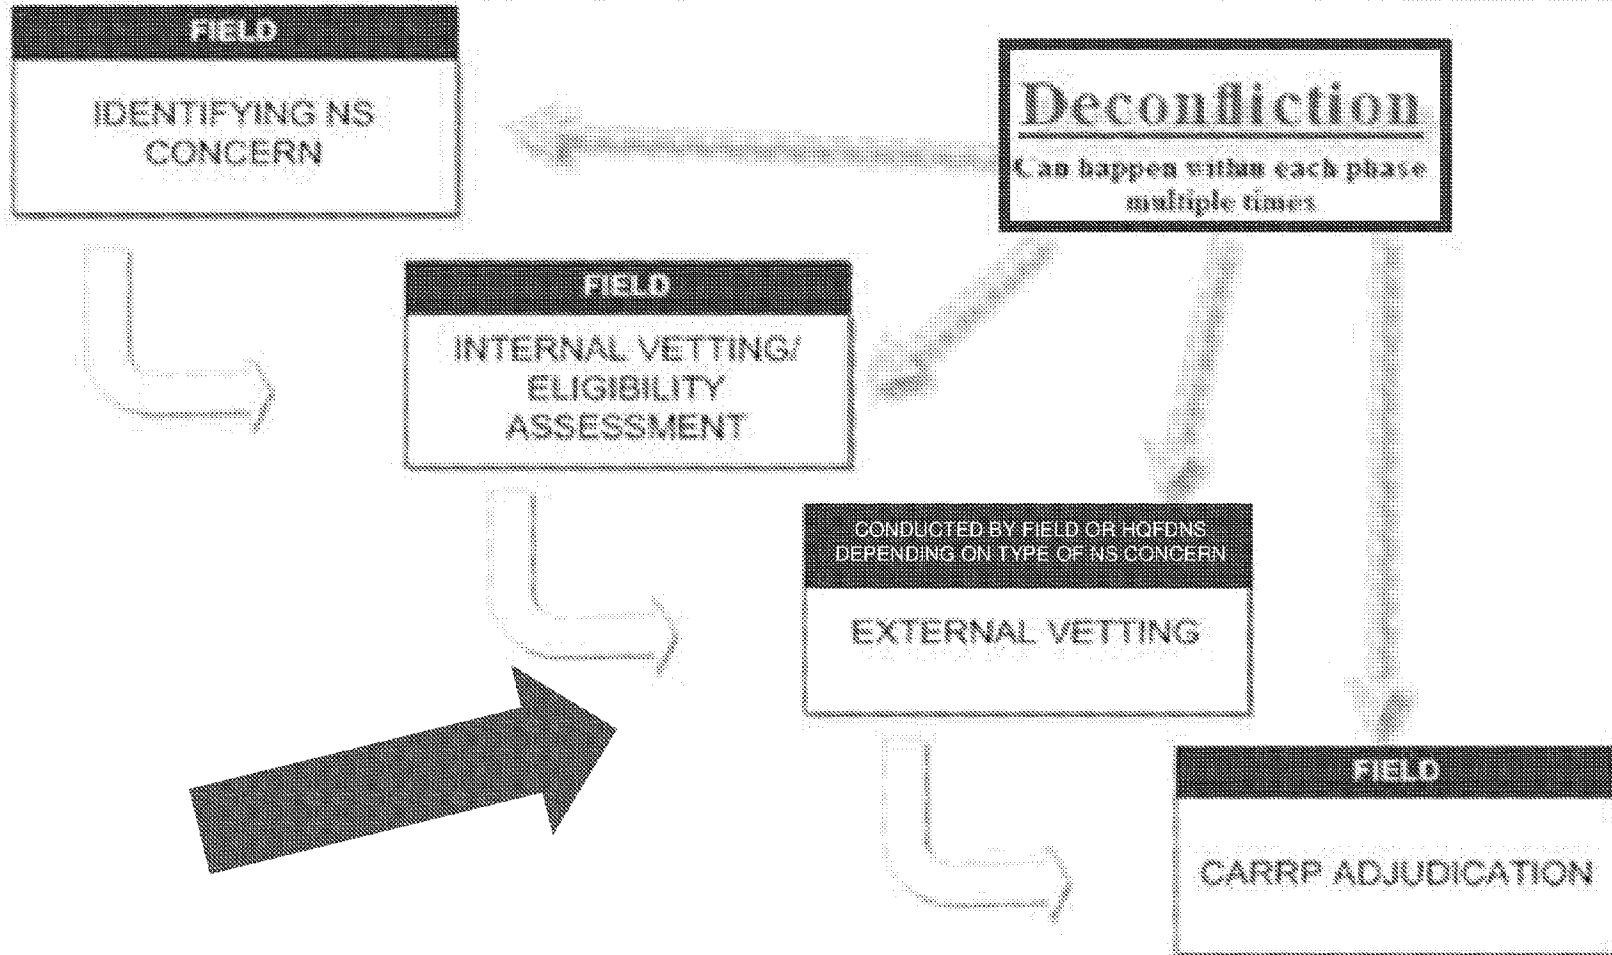 FIELD
IDENTIFYING NS
CONCERN
Deconfliction
Can happen within each phase
multiple times
FIELD
INTERNAL VETTING/
ELIGIBILITY
ASSESSMENT
CONDUCTED BY FIELD OR HQFDNS
DEPENDING ON TYPE OF NS CONCERN
EXTERNAL VETTING
FIELD
CARRP ADJUDICATION